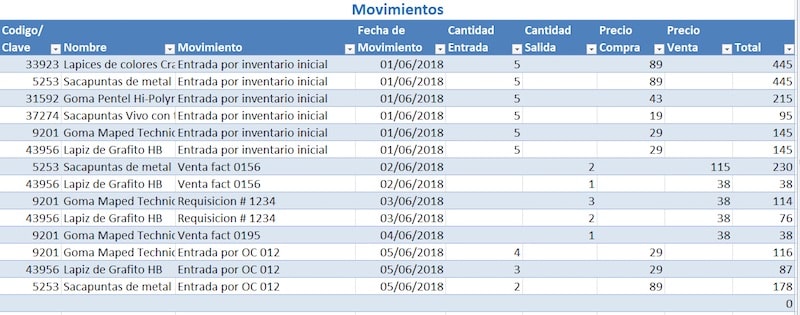 Movimientos
Codigo/ Clave Nombre Movimiento Fecha de Movimiento Cantidad Entrada Cantidad Salida Precio Compra Precio Venta Total
33923 Lapices de colores Cra Entrada por inventario inicial 01/06/2018 5 89 445
5253 Sacapuntas de metal Entrada por inventario inicial 01/06/2018 5 89 445
31592 Goma Pentel Hi-Polyr Entrada por inventario inicial 01/06/2018 5 43 215
37274 Sacapuntas Vivo con Entrada por inventario inicial 01/06/2018 5 19 95
9201 Goma Maped Technic Entrada por inventario inicial 01/06/2018 5 29 145
43956 Lapiz de Grafito HB Entrada por inventario inicial 01/06/2018 5 29 145
5253 Sacapuntas de metal Venta fact 0156 02/06/2018 2 115 230
43956 Lapiz de Grafito HB Venta fact 0156 02/06/2018 1 38 38
9201 Goma Maped Technic Requisicion # 1234 03/06/2018 3 38 114
43956 Lapiz de Grafito HB Requisicion # 1234 03/06/2018 2 38 76
9201 Goma Maped Technic Venta fact 0195 04/06/2018 1 38 38
9201 Goma Maped Technic Entrada por OC 012 05/06/2018 4 29 116
43956 Lapiz de Grafito HB Entrada por OC 012 05/06/2018 3 29 87
5253 Sacapuntas de metal Entrada por OC 012 05/06/2018 2 89 178
0